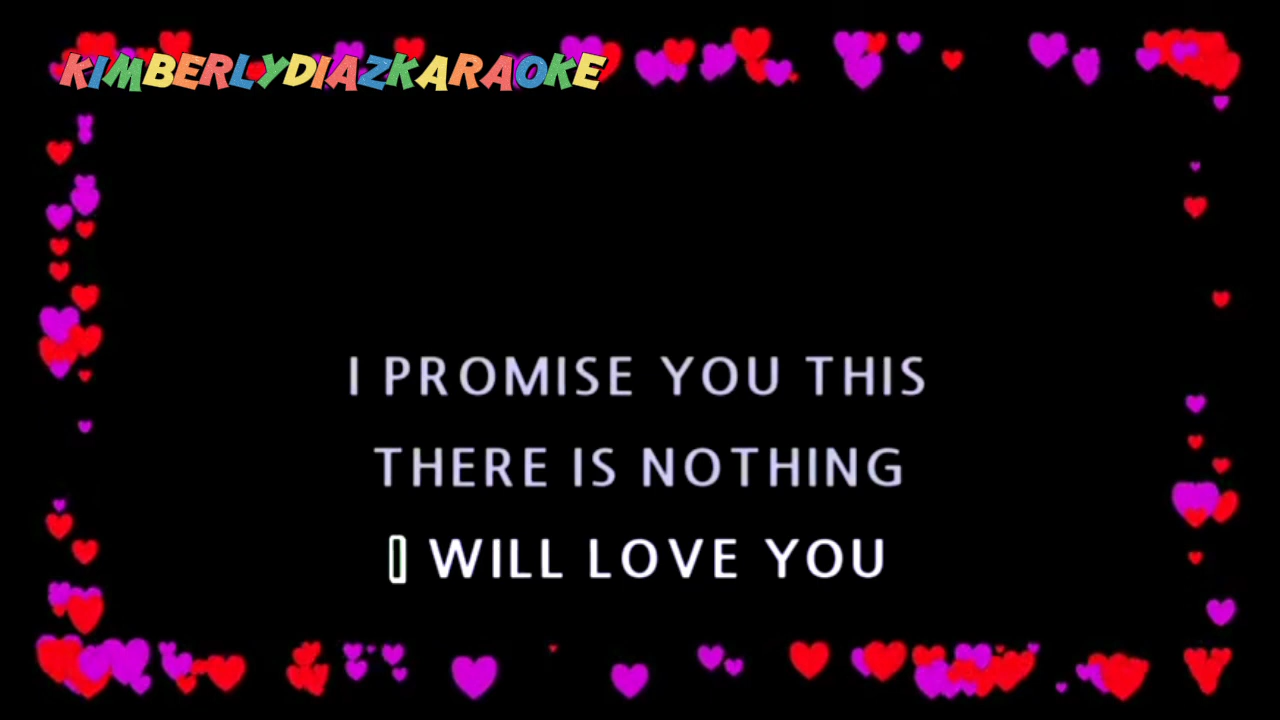 KIMBERLYDIAZKARAOKE
I PROMISE YOU THIS
THERE IS NOTHING
I WILL LOVE YOU